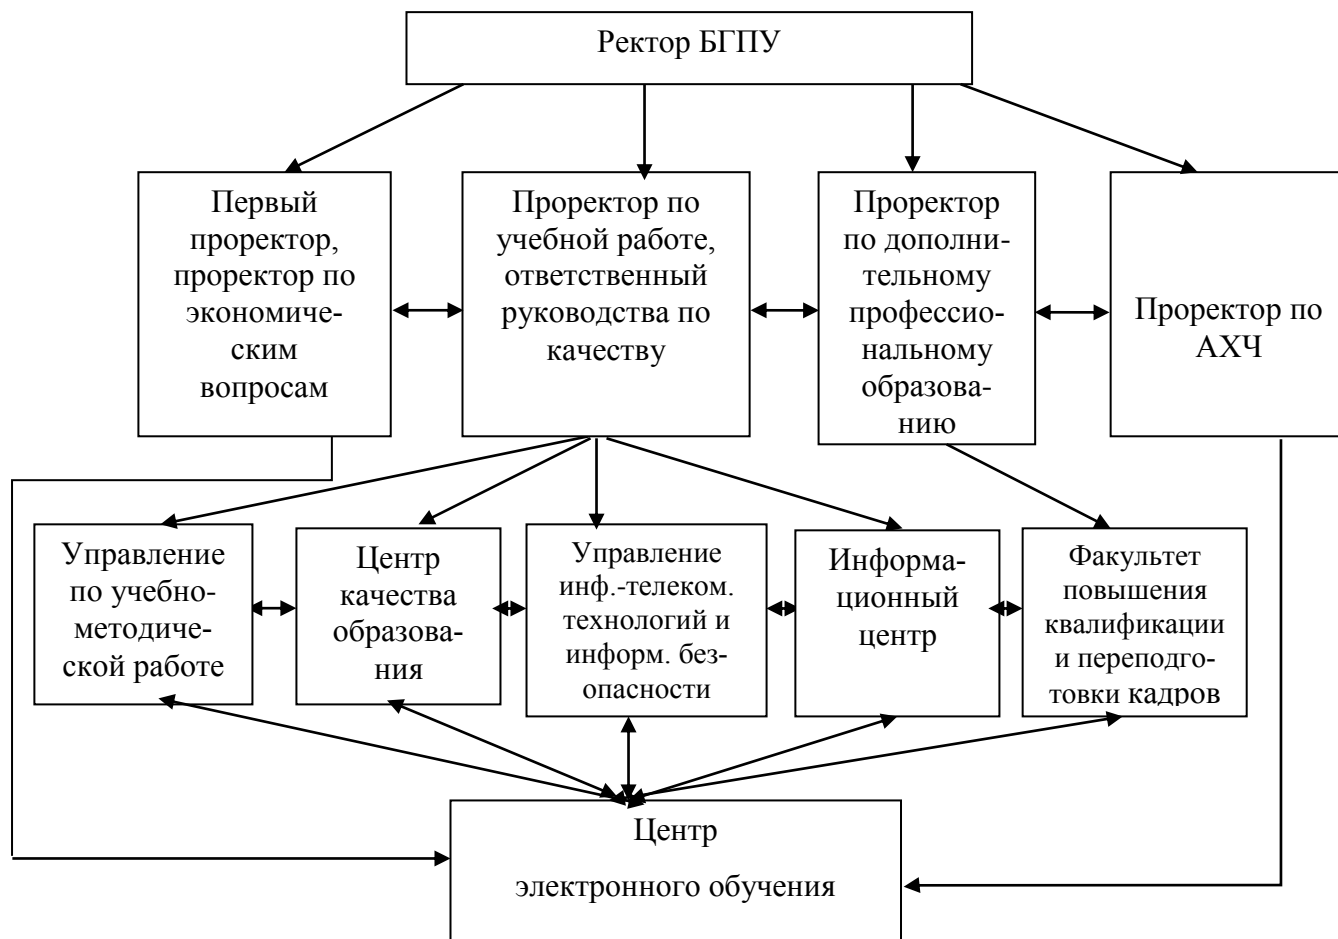 Ректор БГПУ
Первый
проректор,
проректор по
экономиче-
ским
вопросам
Проректор по
учебной работе,
ответственный
руководства по
качеству
Проректор
по дополни-
тельному
профессио-
нальному
образова-
нию
Проректор по
АХЧ
Управление
по учебно-
методиче-
ской работе
Центр
качества
образова-
ния
Управление
инф.-телеком.
технологий и
информ. без-
опасности
Информа-
ционный
центр
Факультет
повышения
квалификации
и переподго-
товки кадров
Центр
электронного обучения